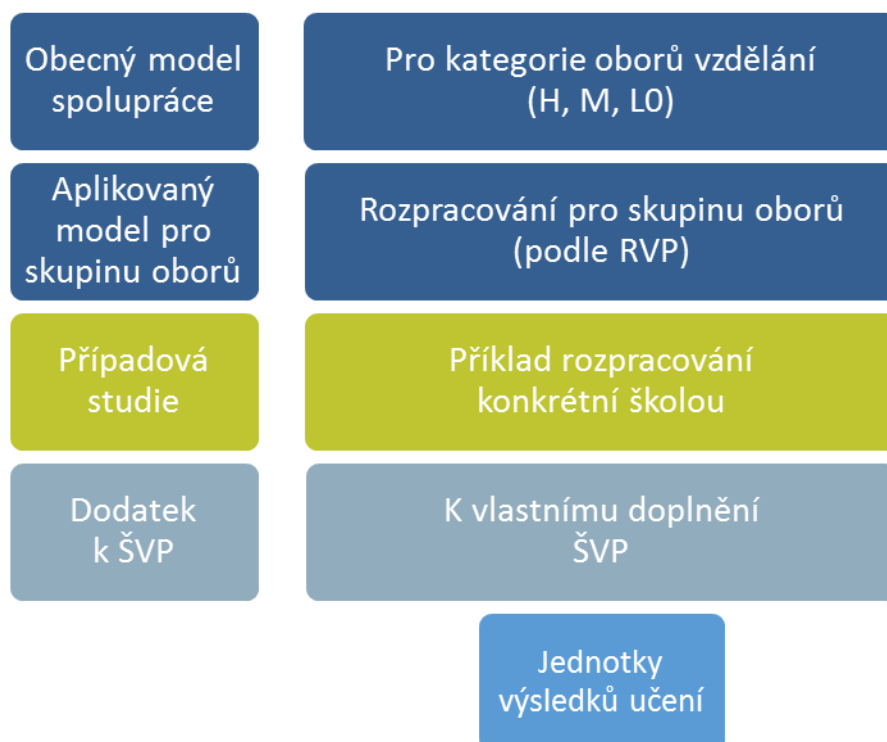 Obecný model
spolupráce
Pro kategorie oborů vzdělání
(H, M, L0)
Aplikovaný
model pro
skupinu oborů
Rozpracování pro skupinu oborů
(podle RVP)
Případová
studie
Příklad rozpracování
konkrétní školou
Dodatek
k ŠVP
K vlastnímu doplnění
ŠVP
Jednotky
výsledků učení